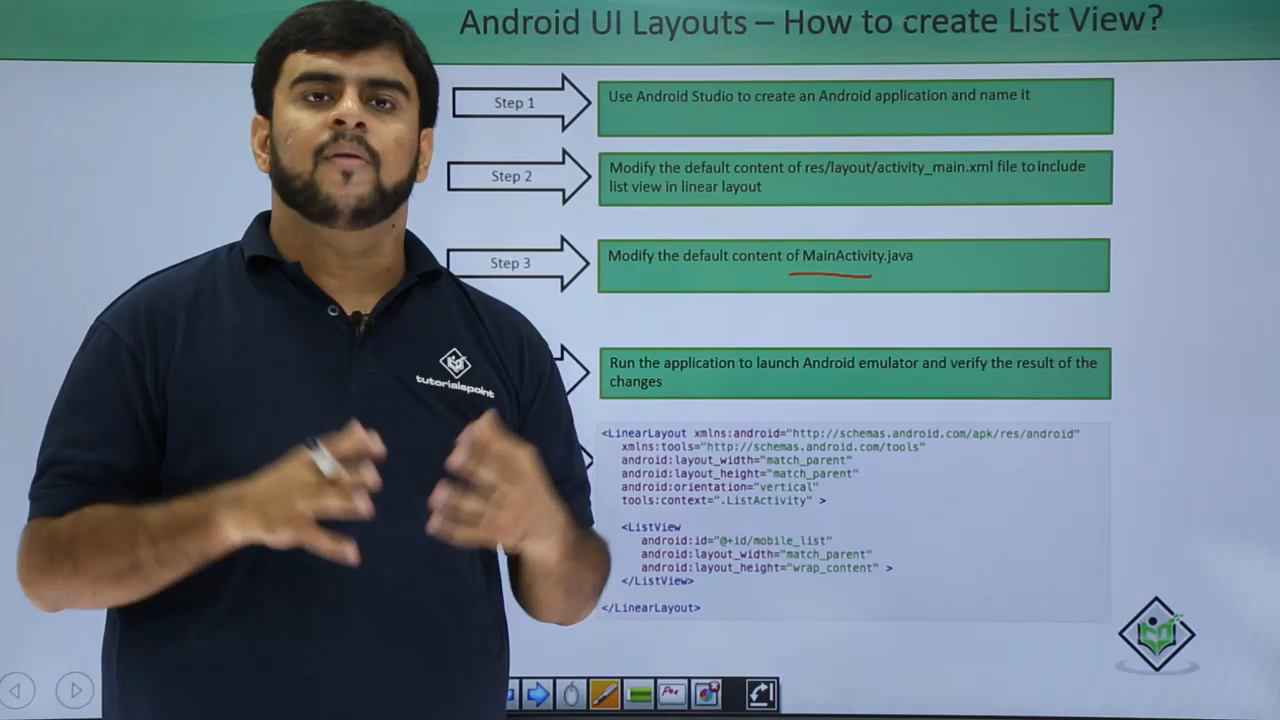 Android UI Layouts – How to create List View?
Step 1
Use Android Studio to create an Android application and name it
Step 2
Modify the default content of res/layout/activity_main.xml file to include
list view in linear layout
Step 3
Modify the default content of MainActivity.java
Run the application to launch Android emulator and verify the result of the
changes
tutorialspoint
<LinearLayout xmlns:android="http://schemas.android.com/apk/res/android"
xmlns:tools="http://schemas.android.com/tools"
android:layout_width="match_parent"
android:layout_height="match_parent"
android:orientation="vertical"
tools:context=".ListActivity" >
<ListView
android:id="@+id/mobile_list"
android:layout_width="match_parent"
android:layout_height="wrap_content" >
</ListView>
</LinearLayout>